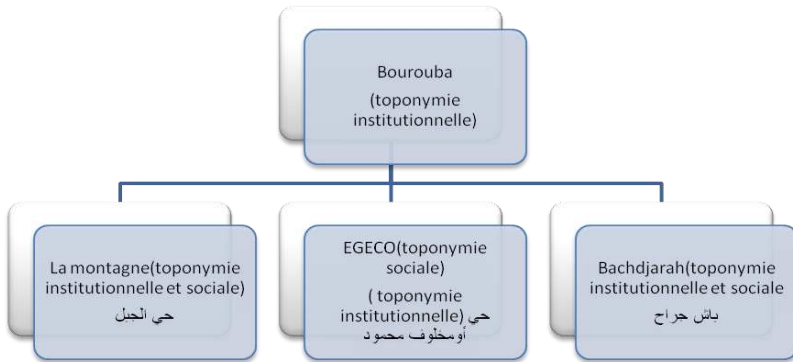 Bourouba
(toponymie
institutionnelle)
La montagne(toponymie
institutionnelle et sociale)
حي الجبل
EGECO(toponymie
sociale)
( toponymie
institutionnelle) حي
أومخلوف محمود
Bachdjarah(toponymie
institutionnelle et sociale
باش جراح